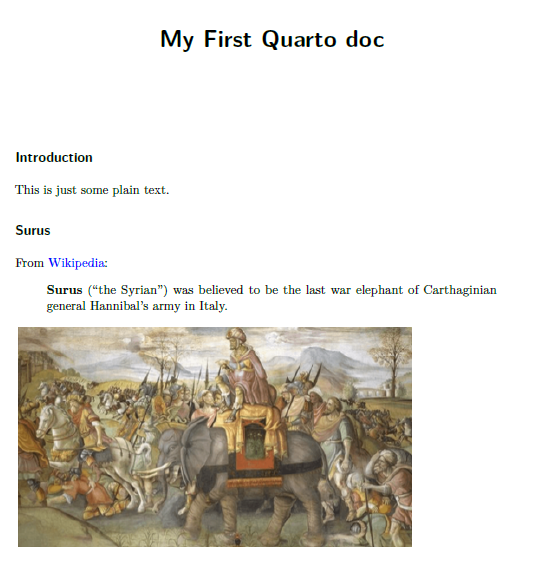 My First Quarto doc
Introduction
This is just some plain text.
Surus
From Wikipedia:
Surus (“the Syrian”) was believed to be the last war elephant of Carthaginian
general Hannibal’s army in Italy.